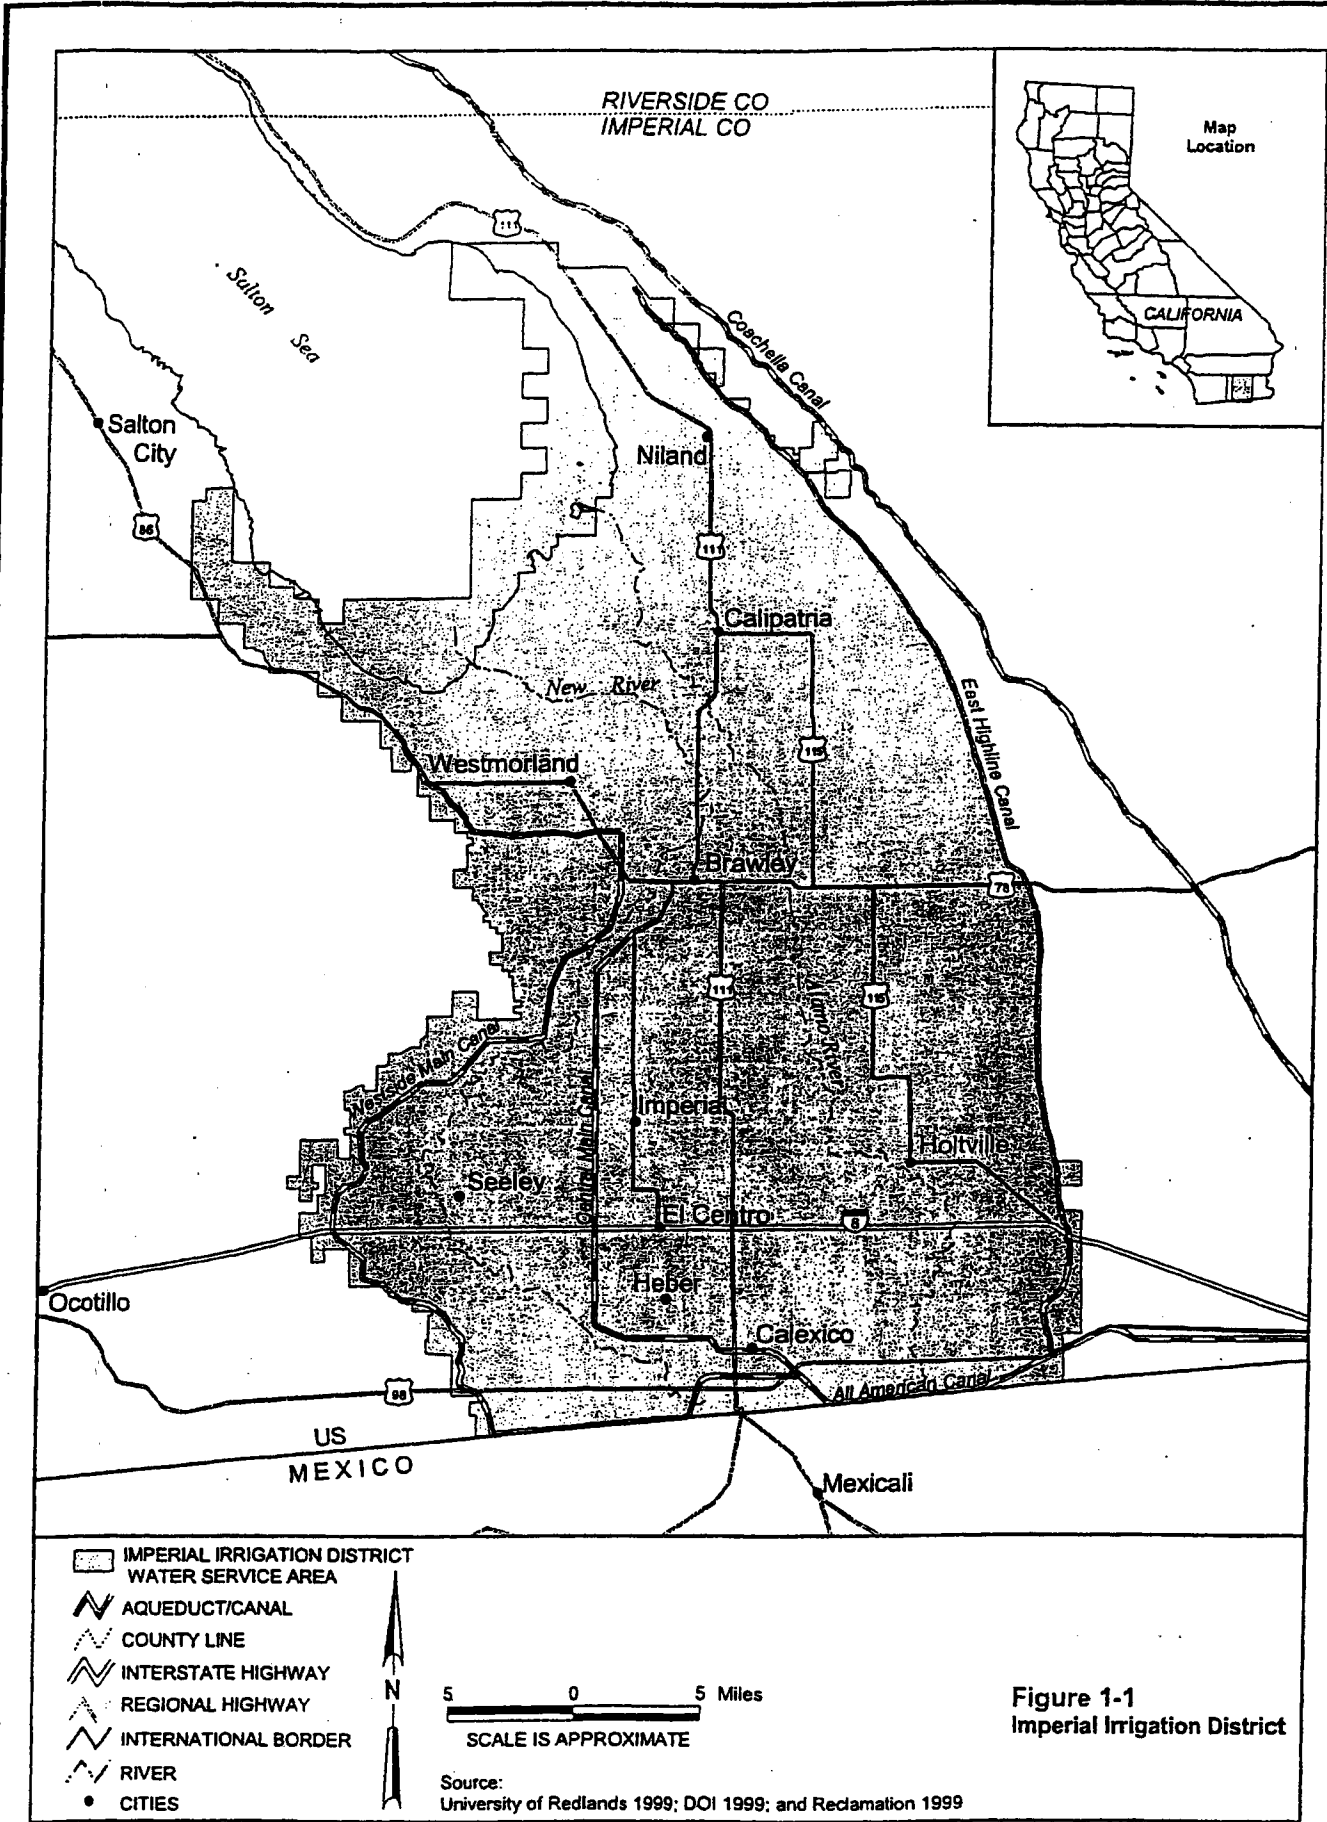 RIVERSIDE CO
IMPERIAL CO
Map
Location
CALIFORNIA
111
Salton
Sea
Coachella Canal
Salton
City
Niland
86
111
Calipatria
New River
East Highline Canal
115
Westmorland
Brawley
78
111
115
Alamo River
Westside Main Canal
Central Main Canal
Imperial
Holtville
Seeley
El Centro
8
Heber
Ocotillo
Calexico
98
All American Canal
US
MEXICO
Mexicali
IMPERIAL IRRIGATION DISTRICT
WATER SERVICE AREA
AQUEDUCT/CANAL
COUNTY LINE
INTERSTATE HIGHWAY
REGIONAL HIGHWAY
INTERNATIONAL BORDER
RIVER
CITIES
N
5 0 5 Miles
SCALE IS APPROXIMATE
Source:
University of Redlands 1999; DOI 1999; and Reclamation 1999
Figure 1-1
Imperial Irrigation District